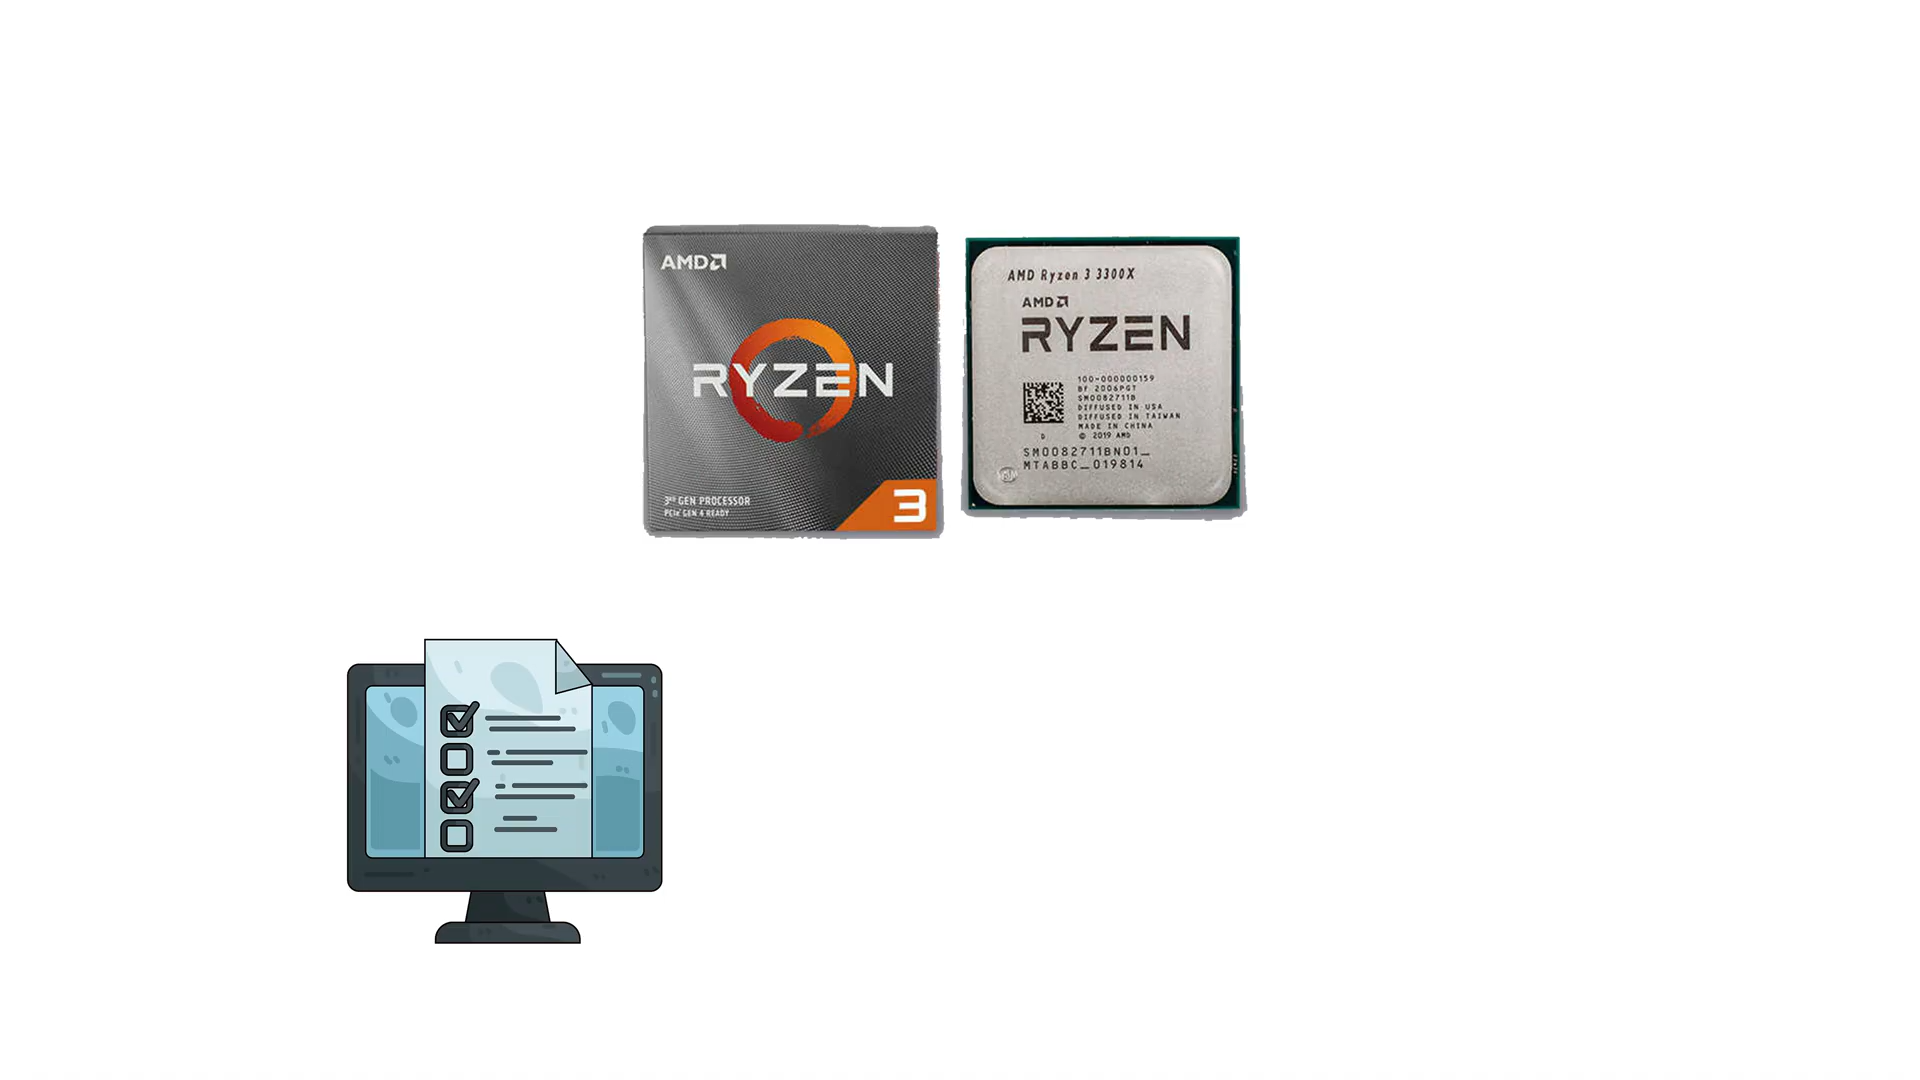 AMD
RYZEN
3rd GEN PROCESSOR
PCIe® GEN 4 READY
3
AMD Ryzen 3 3300X
AMD
RYZEN
100-000000159
BF 2006PGT
SM0082711B
DIFFUSED IN USA
DIFFUSED IN TAIWAN
MADE IN CHINA
D
© 2019 AMD
SM0082711BN01_
MTABBC_019814